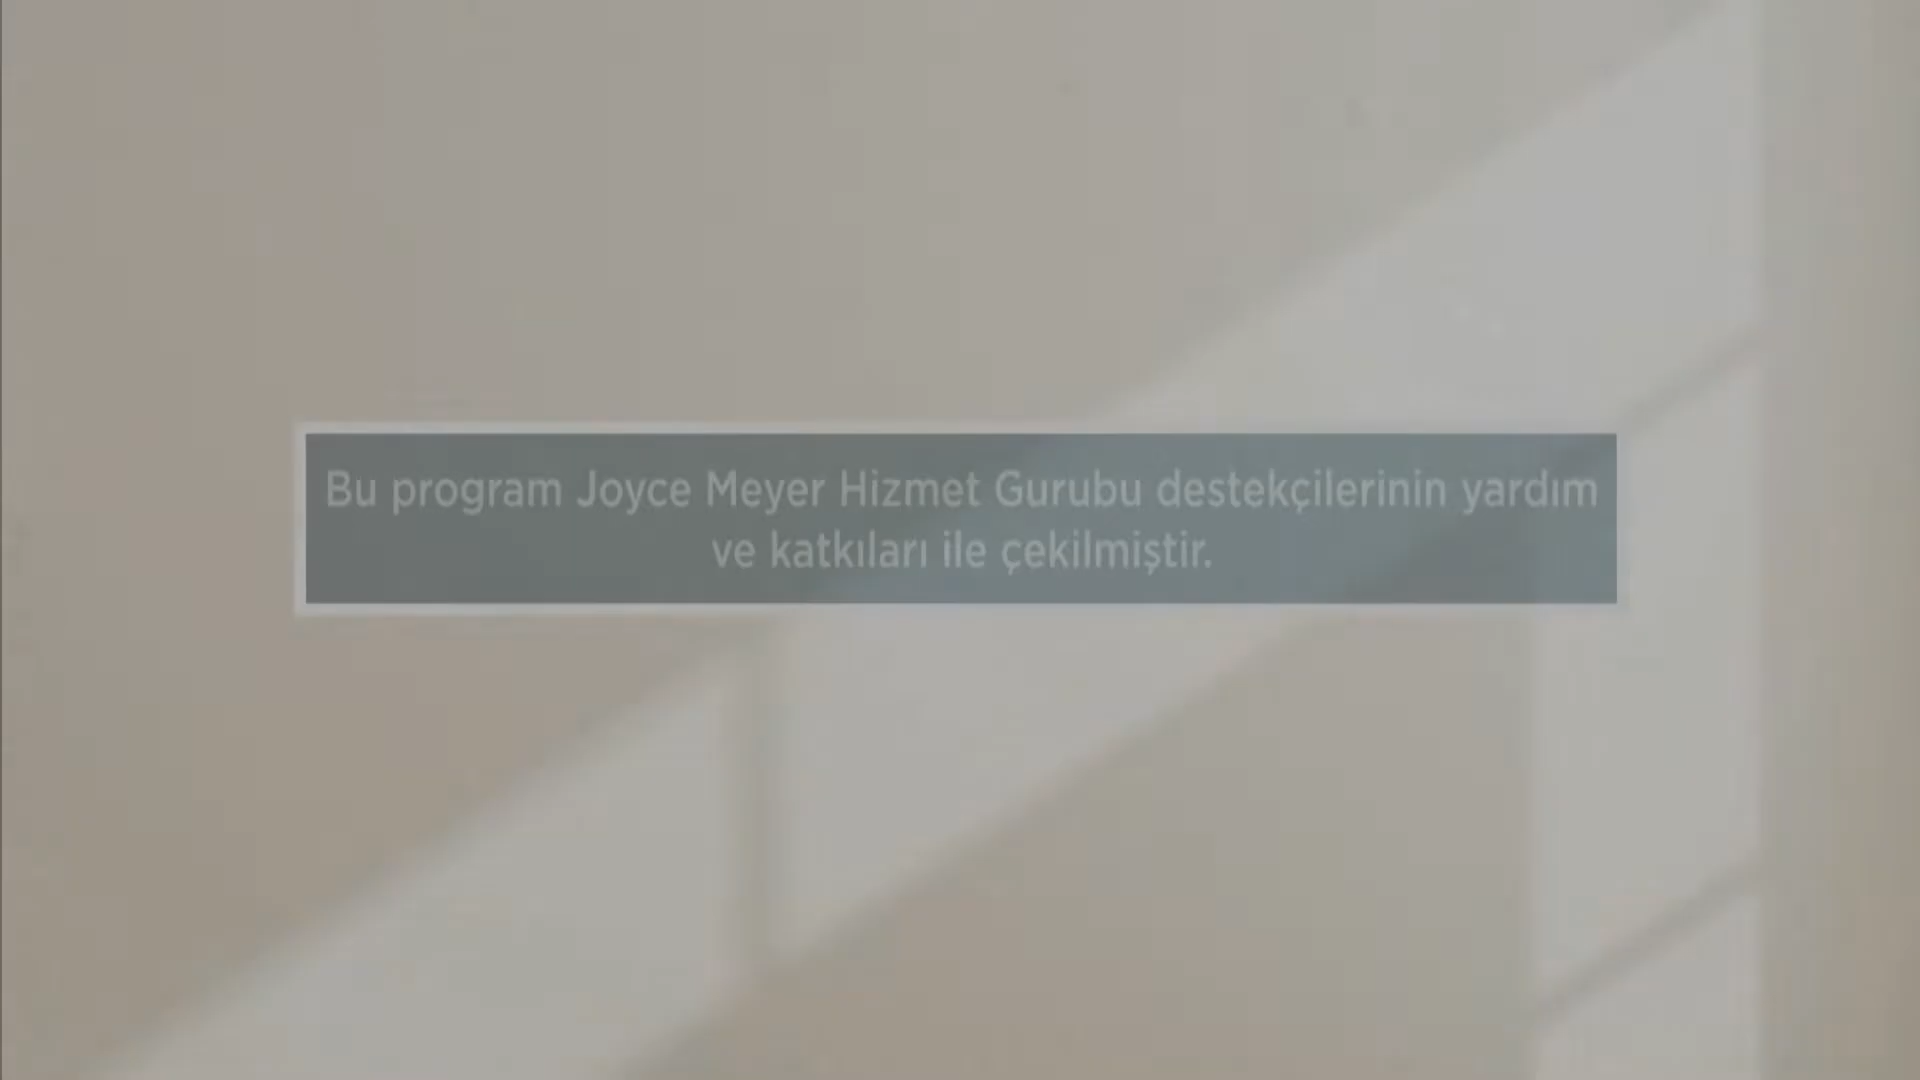 Bu program Joyce Meyer Hizmet Gurubu destekçilerinin yardım
ve katkıları ile çekilmiştir.